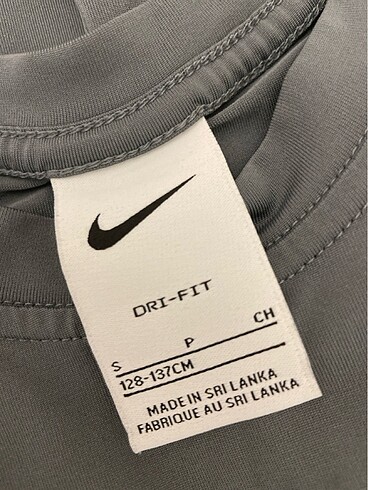 DRI-FIT
S P CH
128-137CM
MADE IN SRI LANKA
FABRIQUE AU SRI LANKA